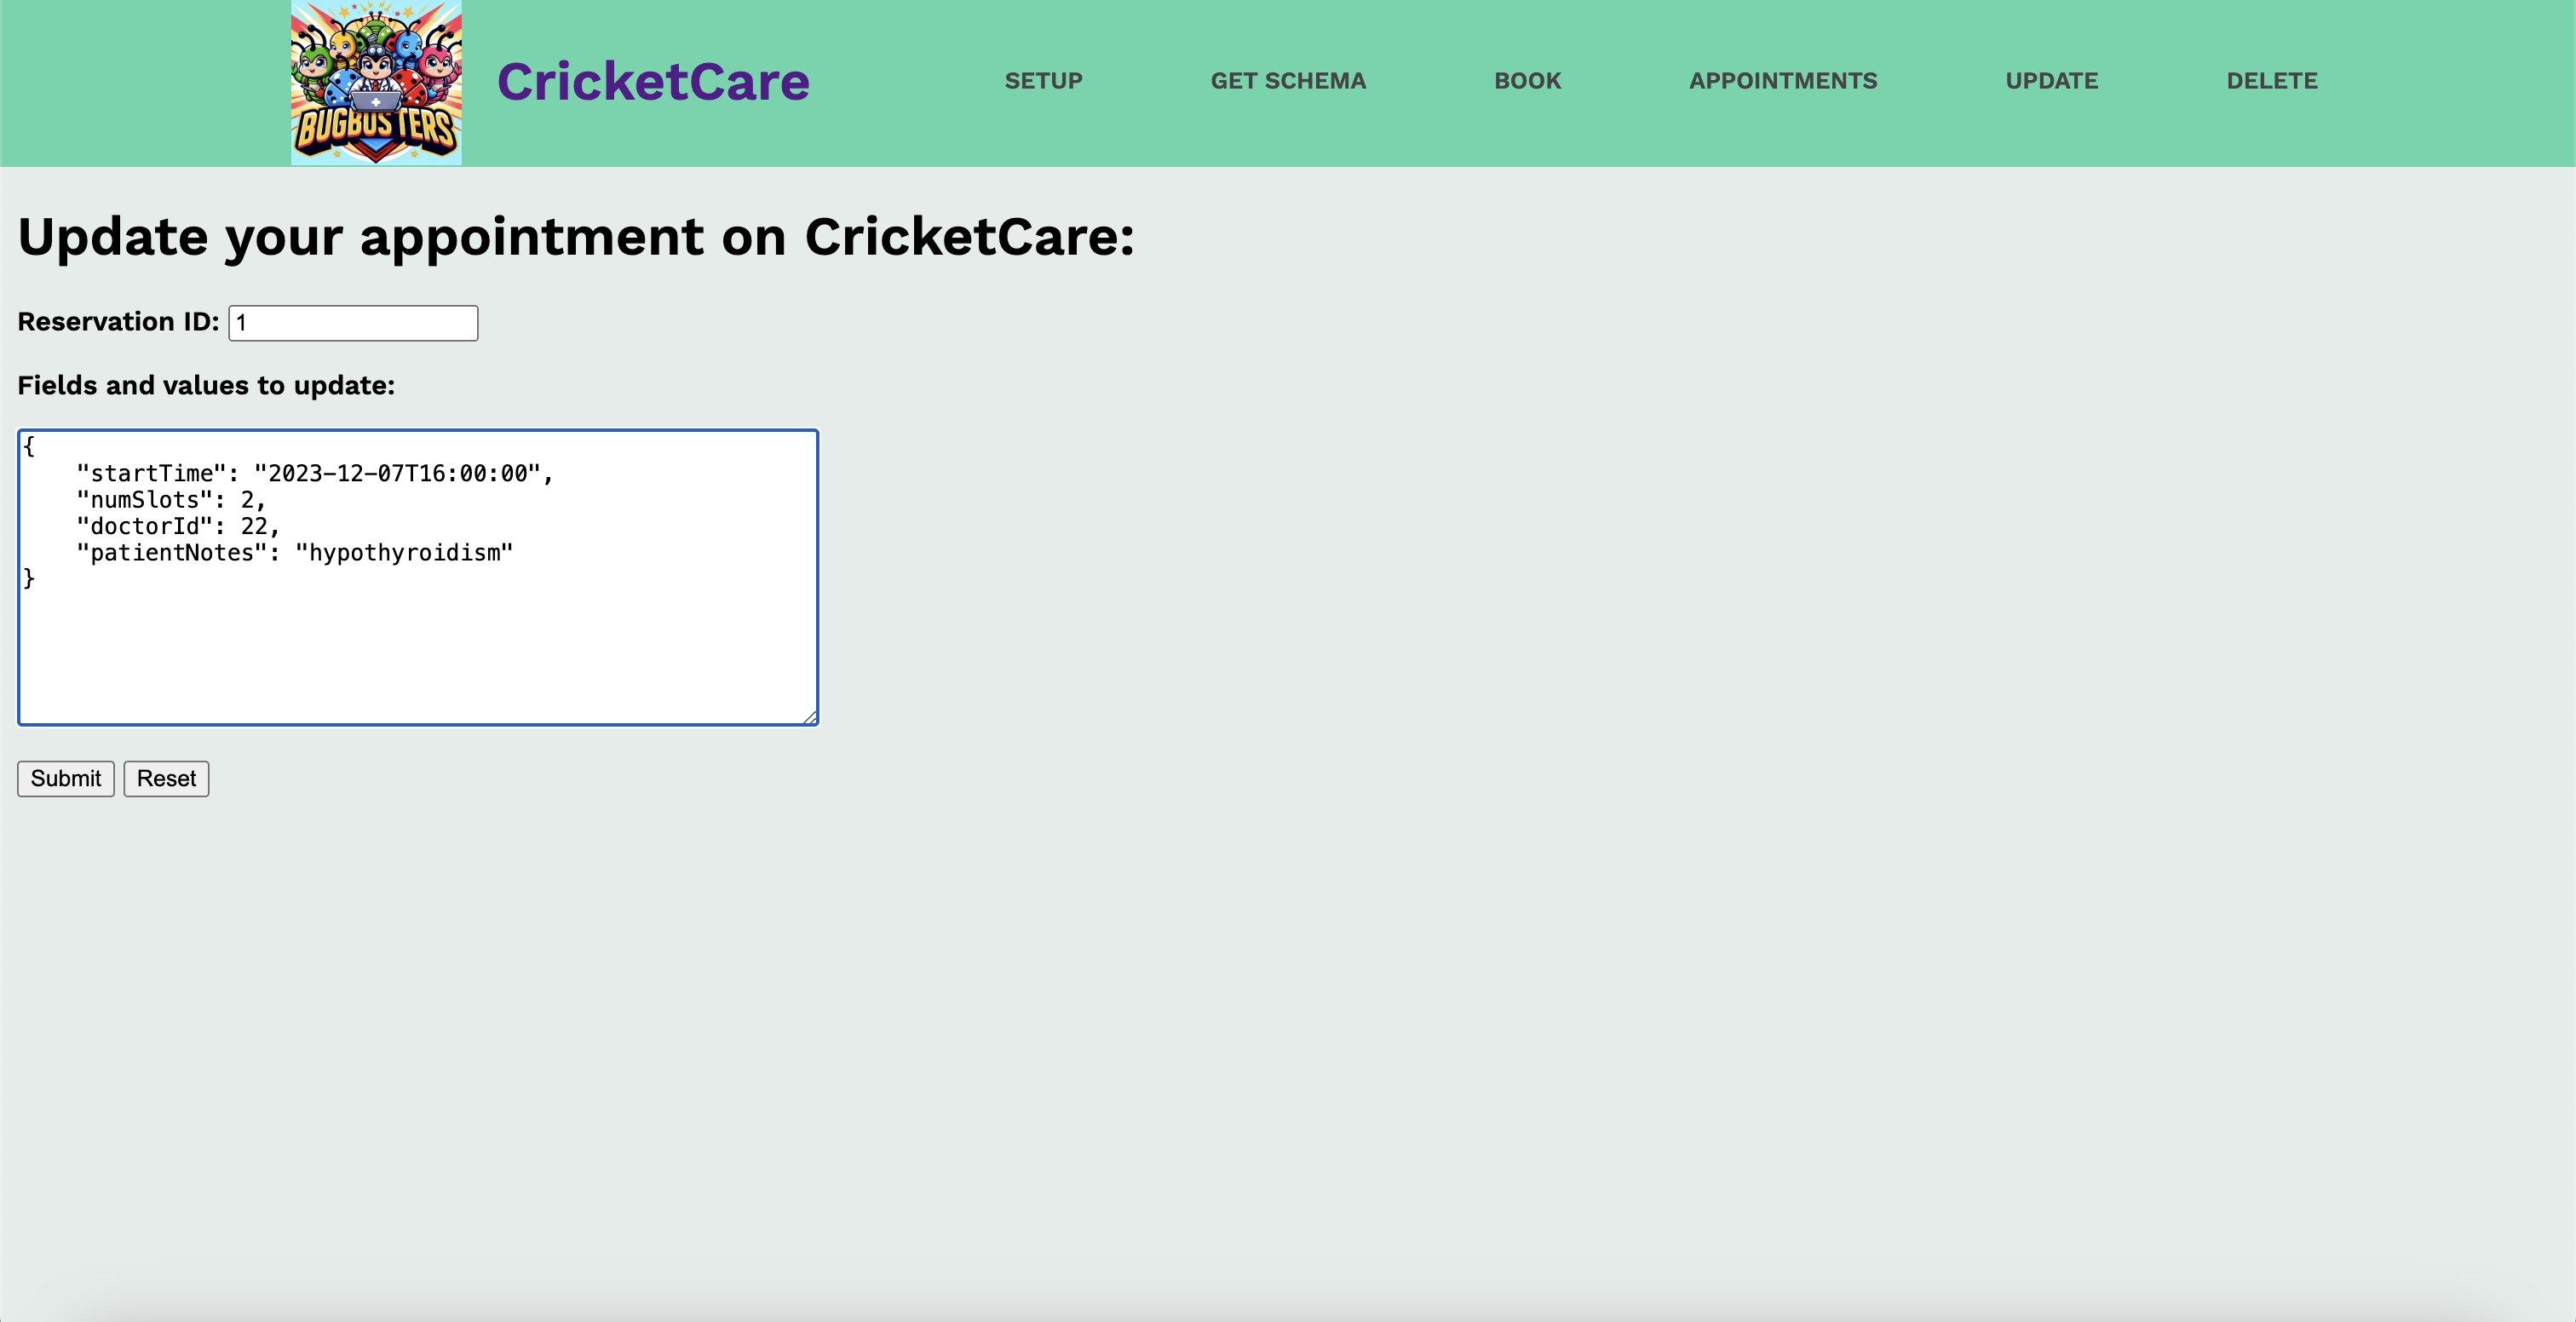 BUGBUSTERS
CricketCare
SETUP
GET SCHEMA
BOOK
APPOINTMENTS
UPDATE
DELETE
Update your appointment on CricketCare:
Reservation ID: 1
Fields and values to update:
{
    "startTime": "2023-12-07T16:00:00",
    "numSlots": 2,
    "doctorId": 22,
    "patientNotes": "hypothyroidism"
}
Submit Reset